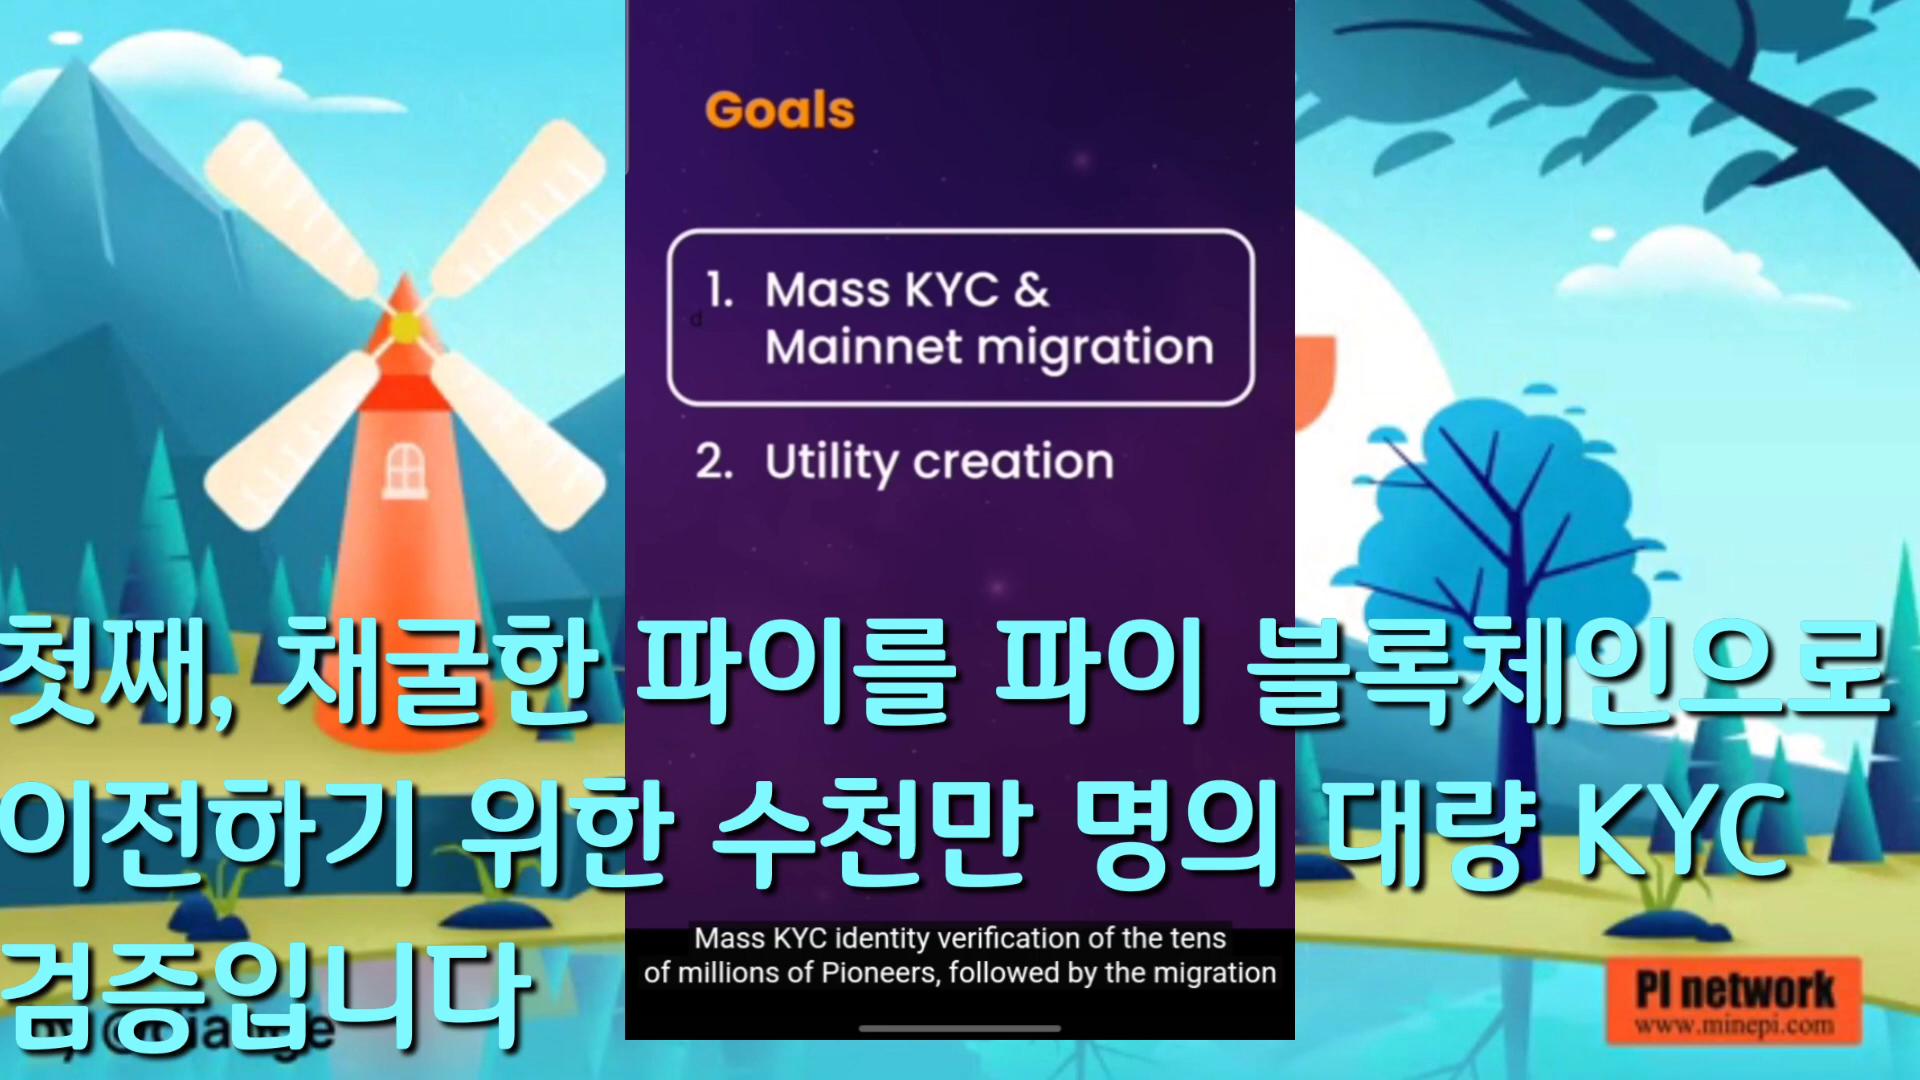 Goals
1. Mass KYC &
Mainnet migration
2. Utility creation
첫째, 채굴한 파이를 파이 블록체인으로
이전하기 위한 수천만 명의 대량 KYC
검증입니다
Mass KYC identity verification of the tens
of millions of Pioneers, followed by the migration
PI network
www.minepi.com
by